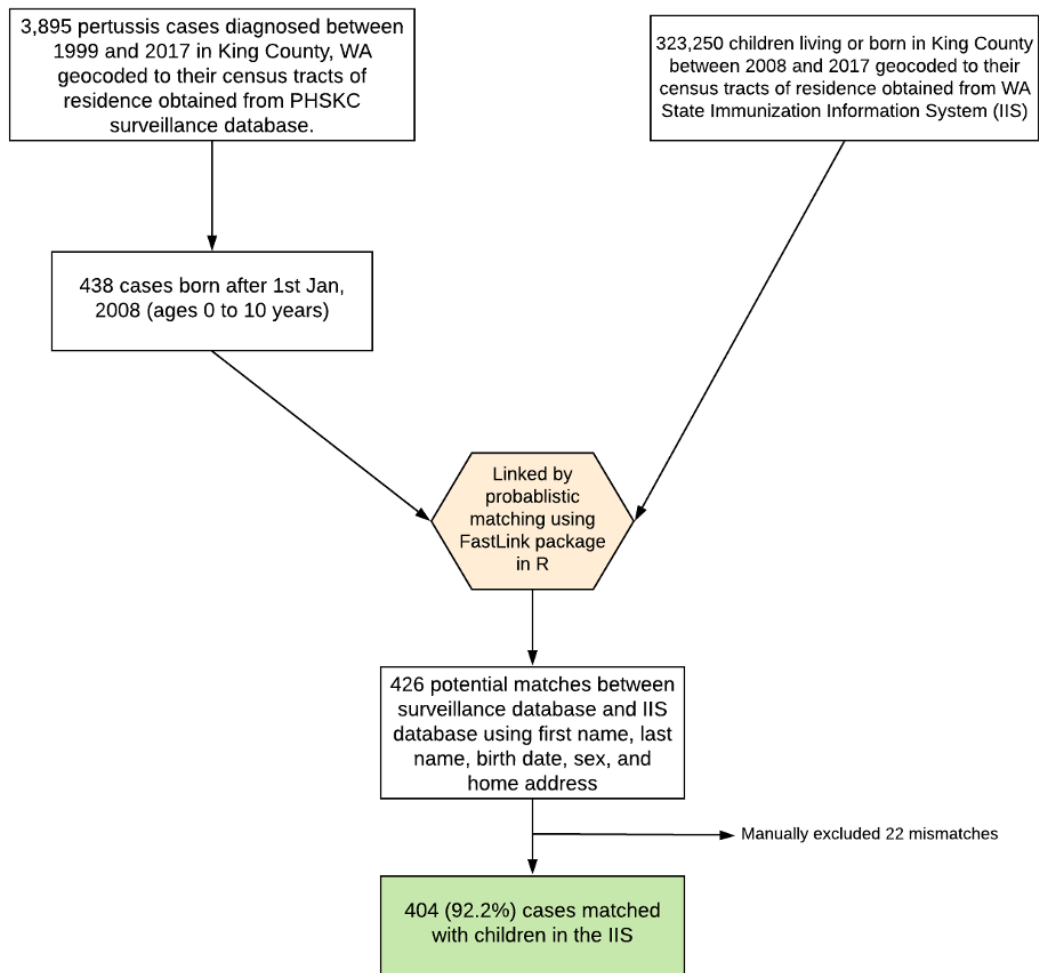 3,895 pertussis cases diagnosed between
1999 and 2017 in King County, WA
geocoded to their census tracts of
residence obtained from PHSKC
surveillance database.
323,250 children living or born in King County
between 2008 and 2017 geocoded to their
census tracts of residence obtained from WA
State Immunization Information System (IIS)
438 cases born after 1st Jan,
2008 (ages 0 to 10 years)
Linked by
probablistic
matching using
FastLink package
in R
426 potential matches between
surveillance database and IIS
database using first name, last
name, birth date, sex, and
home address
Manually excluded 22 mismatches
404 (92.2%) cases matched
with children in the IIS